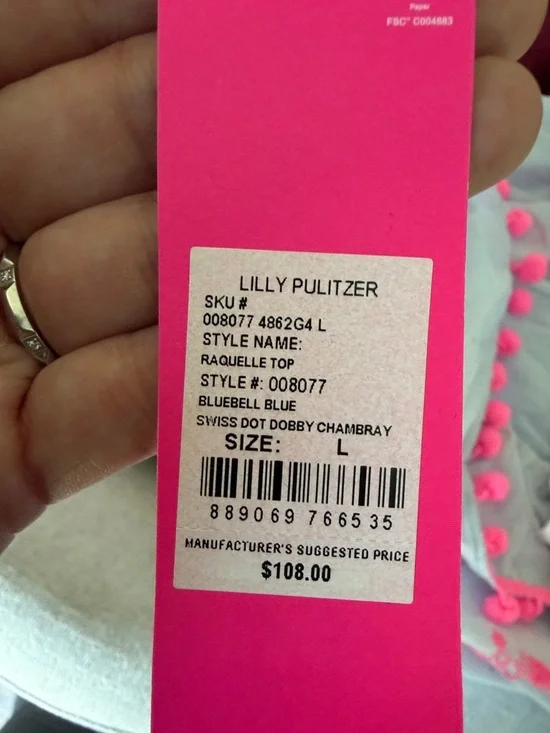 Paper
FSC® C004683
LILLY PULITZER
SKU #
008077 4862G4 L
STYLE NAME:
RAQUELLE TOP
STYLE #: 008077
BLUEBELL BLUE
SWISS DOT DOBBY CHAMBRAY
SIZE: L
889069 766535
MANUFACTURER'S SUGGESTED PRICE
$108.00